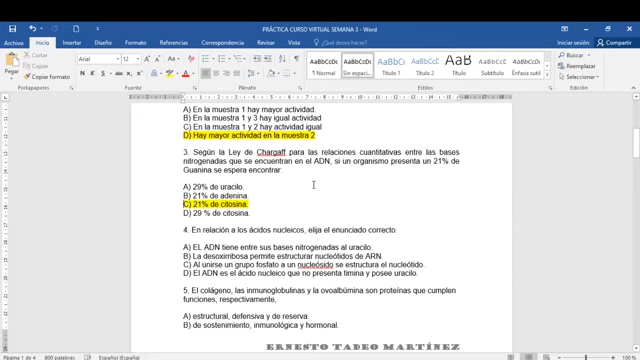 PRÁCTICA CURSO VIRTUAL SEMANA 3 - Word
Iniciar sesión
Compartir
Archivo
Inicio
Insertar
Diseño
Formato
Referencias
Correspondencia
Revisar
Vista
¿Qué desea hacer?
Pegar
Cortar
Copiar
Copiar formato
Portapapeles
Fuente
Párrafo
Estilos
Edición
AaBbCcDc
1 Normal
AaBbCcDc
Sin espaci...
AaBbC
Título 1
AaBbCc
Título 2
AaB
Título
AaBbCcD
Subtítulo
AaBbCcD
Énfasis sutil
Buscar
Reemplazar
Seleccionar
A) En la muestra 1 hay mayor actividad.
B) En la muestra 1 y 3 hay igual actividad
C) En la muestra 1 y 2 hay actividad igual
D) Hay mayor actividad en la muestra 2
3. Según la Ley de Chargaff para las relaciones cuantitativas entre las bases
nitrogenadas que se encuentran en el ADN, si un organismo presenta un 21% de
Guanina se espera encontrar:
A) 29% de uracilo.
B) 21% de adenina.
C) 21% de citosina.
D) 29 % de citosina.
4. En relación a los ácidos nucleicos, elija el enunciado correcto.
A) EL ADN tiene entre sus bases nitrogenadas al uracilo.
B) La desoxirribosa permite estructurar nucleótidos de ARN.
C) Al unirse un grupo fosfato a un nucleósido se estructura el nucleótido.
D) El ADN es el ácido nucleico que no presenta timina y posee uracilo.
5. El colágeno, las inmunoglobulinas y la ovoalbúmina son proteínas que cumplen
funciones, respectivamente,
A) estructural, defensiva y de reserva.
B) de sostenimiento, inmunológica y hormonal.
ERNESTO TADEO MARTÍNEZ
Página 1 de 4
800 palabras
Español (España)